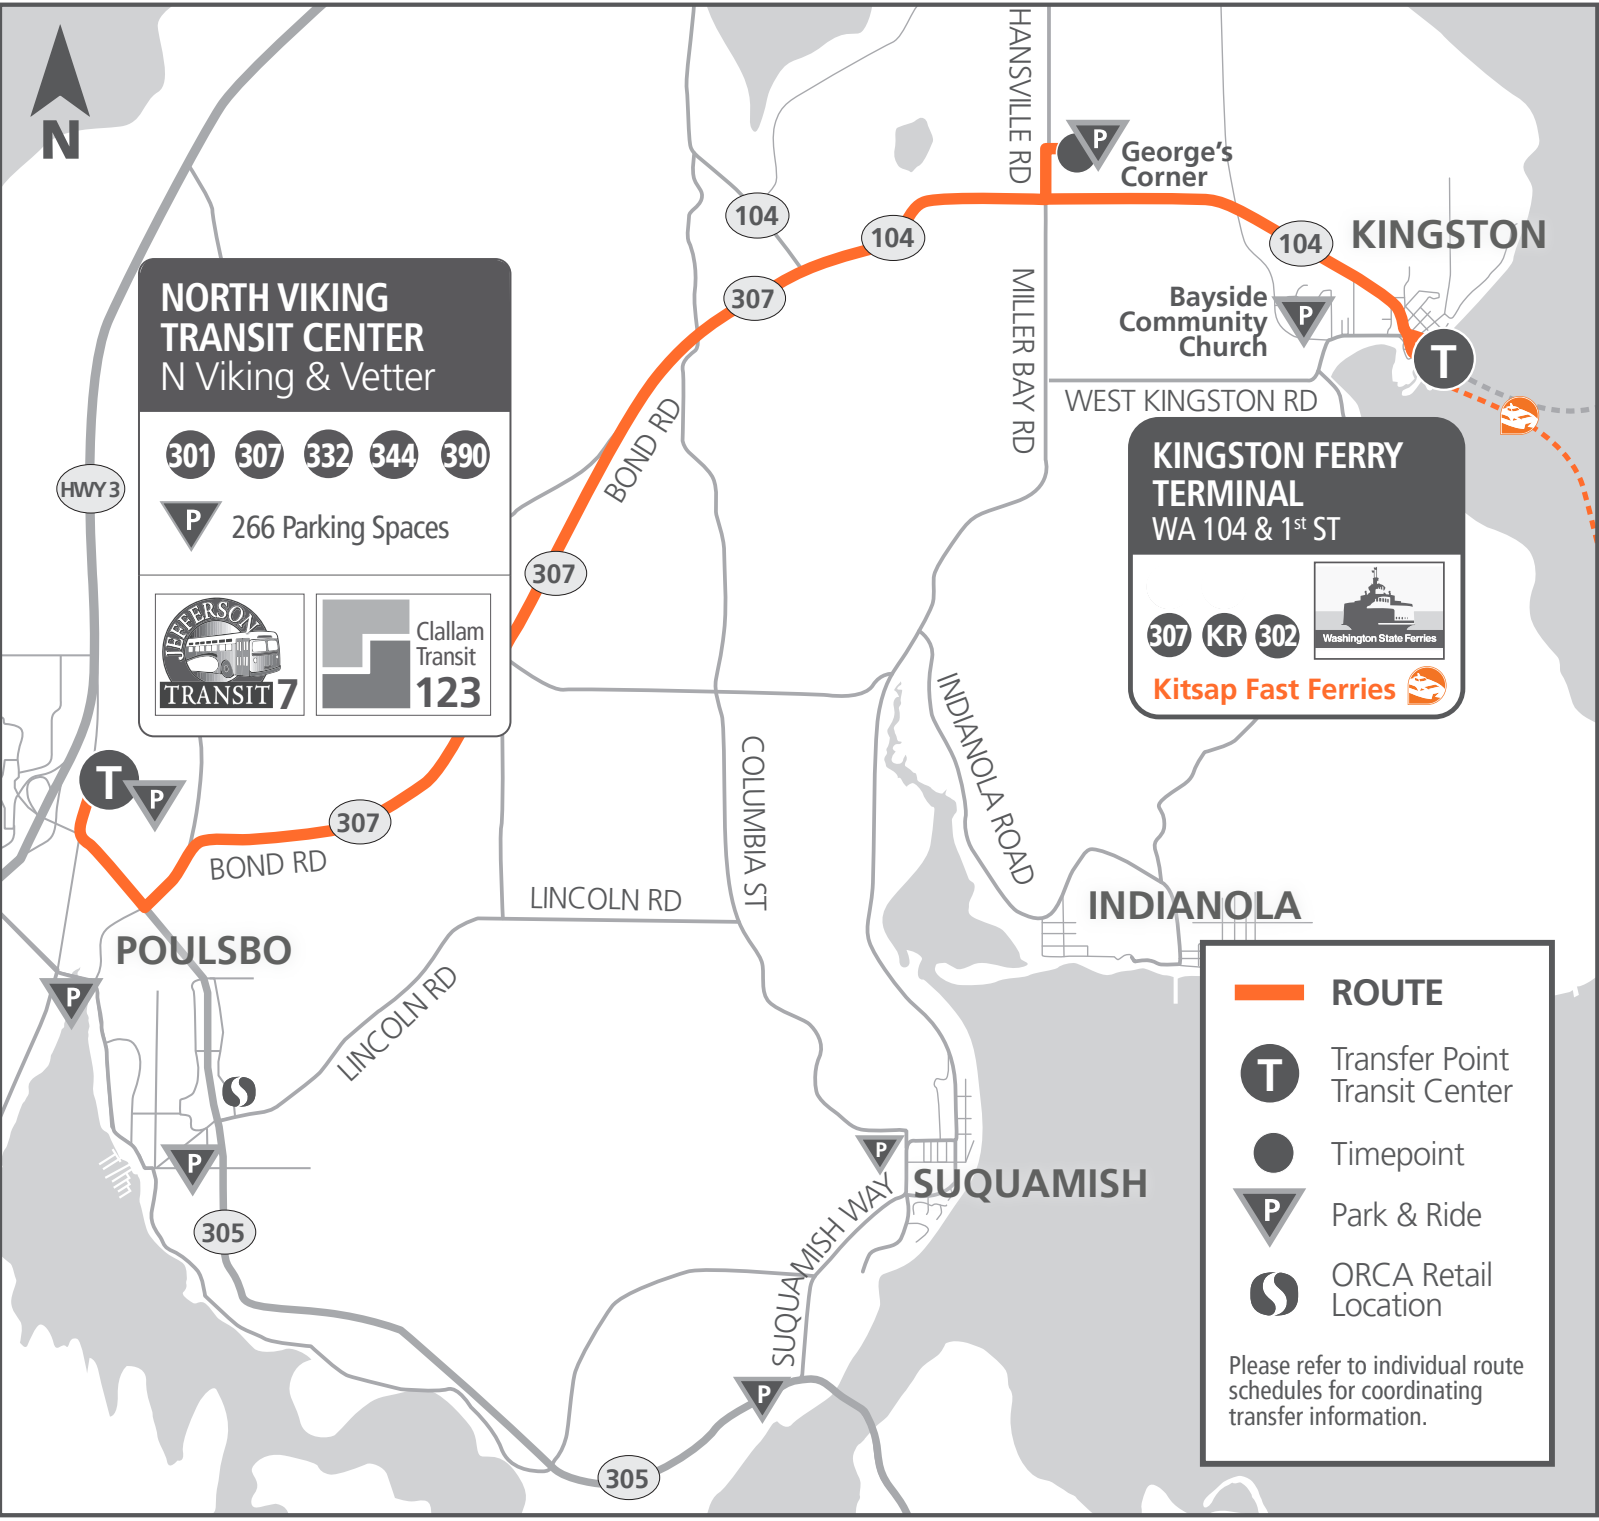 N
HANSVILLE RD
P
George's
Corner
104
104
104
KINGSTON
307
MILLER BAY RD
Bayside
Community
Church
P
T
WEST KINGSTON RD
NORTH VIKING
TRANSIT CENTER
N Viking & Vetter
301 307 332 344 390
P 266 Parking Spaces
JEFFERSON
TRANSIT 7
Clallam
Transit
123
HWY 3
BOND RD
307
KINGSTON FERRY
TERMINAL
WA 104 & 1st ST
307 KR 302
Washington State Ferries
Kitsap Fast Ferries
INDIANOLA ROAD
COLUMBIA ST
T
P
307
BOND RD
LINCOLN RD
INDIANOLA
POULSBO
P
LINCOLN RD
P
305
P
SUQUAMISH
SUQUAMISH WAY
P
305
ROUTE
T
Transfer Point
Transit Center
Timepoint
P
Park & Ride
ORCA Retail
Location
Please refer to individual route
schedules for coordinating
transfer information.